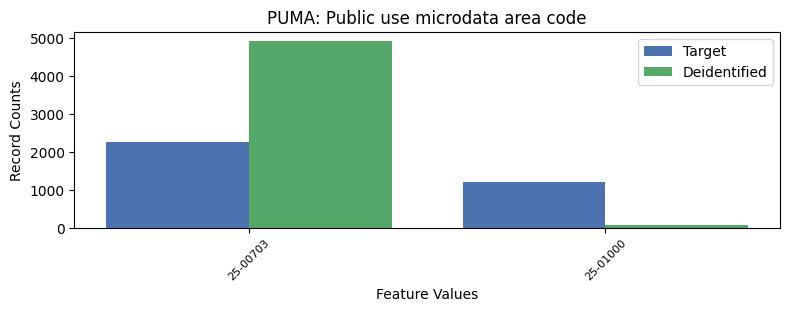 PUMA: Public use microdata area code
Target
Deidentified
Record Counts
5000
4000
3000
2000
1000
0
25-00703
25-01000
Feature Values